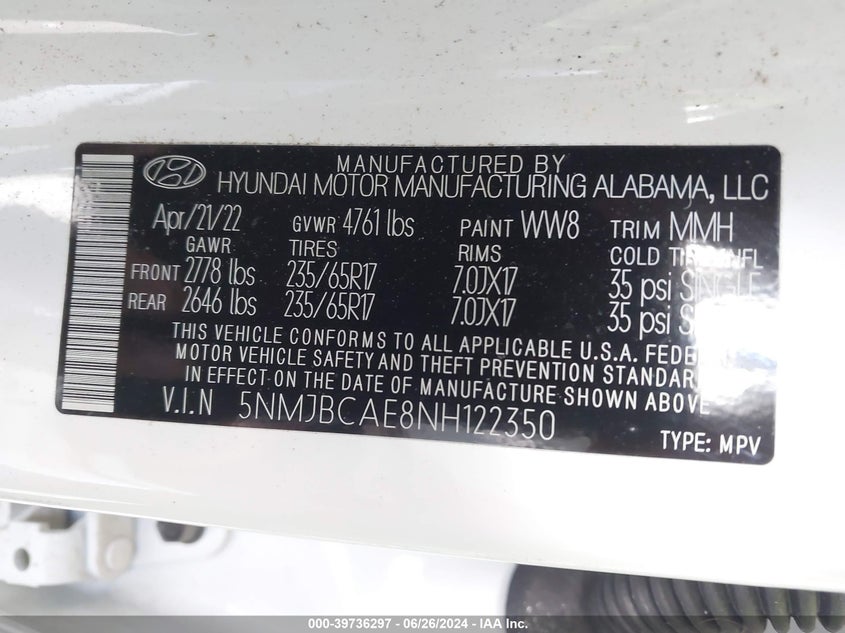 MANUFACTURED BY
HYUNDAI MOTOR MANUFACTURING ALABAMA, LLC
Apr/21/22 GVWR 4761 lbs PAINT WW8 TRIM MMH
GAWR TIRES RIMS COLD
FRONT 2778 lbs 235/65R17 7.0JX17 35 psi SINGLE
REAR 2646 lbs 235/65R17 7.0JX17 35 psi
THIS VEHICLE CONFORMS TO ALL APPLICABLE U.S.A.
MOTOR VEHICLE SAFETY AND THEFT PREVENTION
IN EFFECT ON THE DATE OF MANUFACTURE SHOWN ABOVE
V.I.N 5NMJBCAE8NH122350
TYPE: MPV
000-39736297 - 06/26/2024 - IAA Inc.